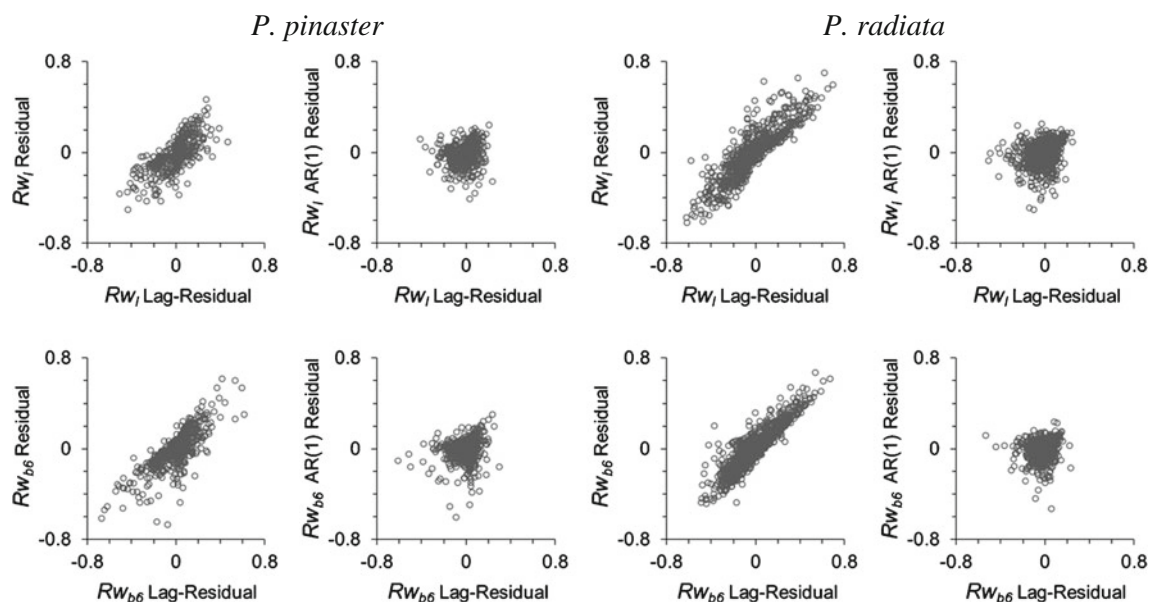 P. pinaster P. radiata
0.8 0.8 0.8 0.8
Rw_l Residual Rw_l AR(1) Residual Rw_l Residual Rw_l AR(1) Residual
0 0 0 0
-0.8 -0.8 -0.8 -0.8
-0.8 0 0.8 -0.8 0 0.8 -0.8 0 0.8 -0.8 0 0.8
Rw_l Lag-Residual Rw_l Lag-Residual Rw_l Lag-Residual Rw_l Lag-Residual
0.8 0.8 0.8 0.8
Rw_b6 Residual Rw_b6 AR(1) Residual Rw_b6 Residual Rw_b6 AR(1) Residual
0 0 0 0
-0.8 -0.8 -0.8 -0.8
-0.8 0 0.8 -0.8 0 0.8 -0.8 0 0.8 -0.8 0 0.8
Rw_b6 Lag-Residual Rw_b6 Lag-Residual Rw_b6 Lag-Residual Rw_b6 Lag-Residual